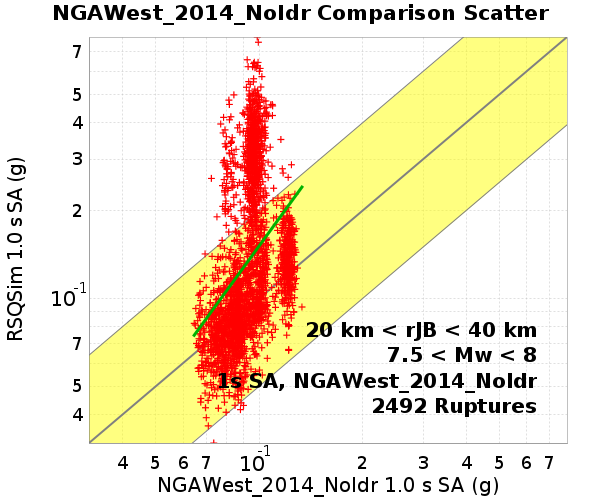 NGAWest_2014_NoIdr Comparison Scatter
RSQSim 1.0 s SA (g)
7
5
4
3
2
10-1
7
5
4
20 km < rJB < 40 km
7.5 < Mw < 8
1s SA, NGAWest_2014_NoIdr
2492 Ruptures
4 5 6 7 10-1 2 3 4 5 6 7
NGAWest_2014_NoIdr 1.0 s SA (g)